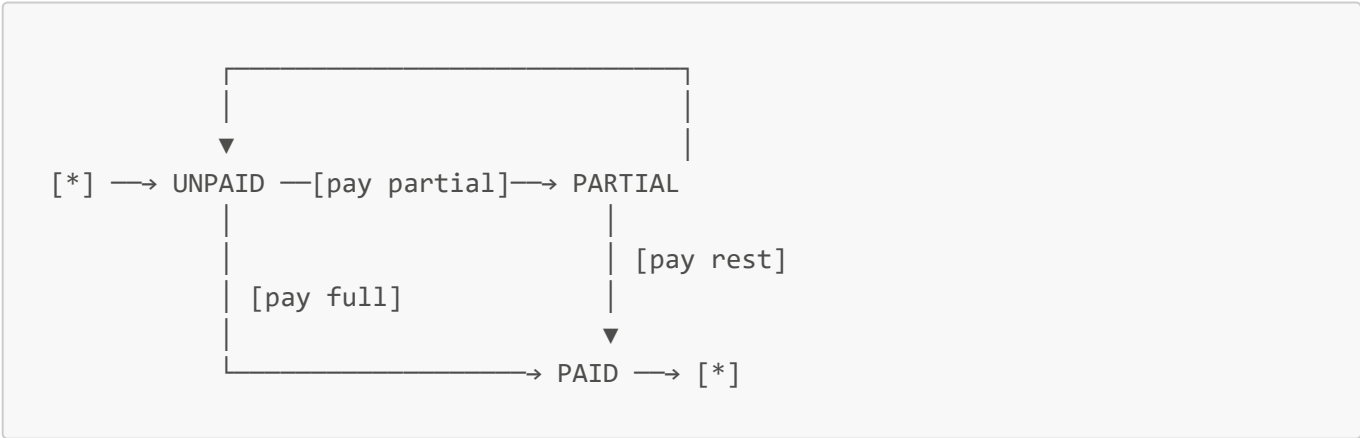 [*] ──→ UNPAID ──[pay partial]──→ PARTIAL
[pay rest]
[pay full]
PAID ──→ [*]